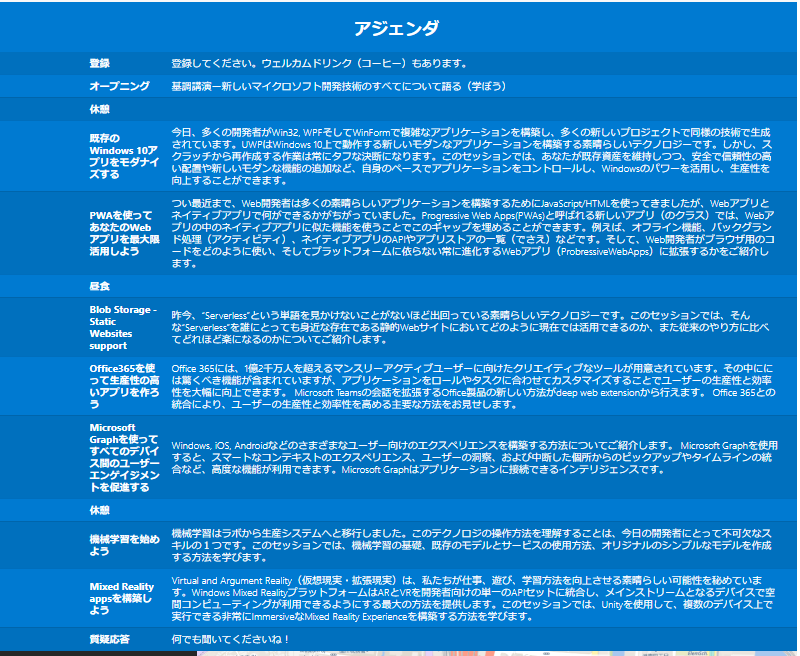 アジェンダ
登録
登録してください。ウェルカムドリンク（コーヒー）もあります。
オープニング
基調講演ー新しいマイクロソフト開発技術のすべてについて語る（学ぼう）
休憩
既存の
Windows 10ア
プリをモダナイ
ズする
今日、多くの開発者がWin32, WPFそしてWinFormで複雑なアプリケーションを構築し、多くの新しいプロジェクトで同様の技術で生成
されています。UWPはWindows 10上で動作する新しいモダンなアプリケーションを構築する素晴らしいテクノロジーです。しかし、ス
クラッチから再作成する作業は常にタフな決断になります。このセッションでは、あなたが既存資産を維持しつつ、安全で信頼性の高
い配置や新しいモダンな機能の追加など、自身のペースでアプリケーションをコントロールし、Windowsのパワーを活用し、生産性を
向上することができます。
PWAを使って
あなたのWeb
アプリを最大限
活用しよう
つい最近まで、Web開発者は多くの素晴らしいアプリケーションを構築するためにJavaScript/HTMLを使ってきましたが、Webアプリと
ネイティブアプリで何ができるかがちがっていました。Progressive Web Apps(PWAs)と呼ばれる新しいアプリ（のクラス）では、Webア
プリの中のネイティブアプリに似た機能を使うことでこのギャップを埋めることができます。例えば、オフライン機能、バックグラン
ド処理（アクティビティ）、ネイティブアプリのAPIやアプリストアの一覧（でさえ）などです。そして、Web開発者がブラウザ用のコ
ードをどのように使い、そしてプラットフォームに依らない常に進化するWebアプリ（ProbressiveWebApps）に拡張するかをご紹介し
ます。
昼食
Blob Storage -
Static
Websites
support
昨今、“Serverless”という単語を見かけないことがないほど出回っている素晴らしいテクノロジーです。このセッションでは、そん
な“Serverless”を誰にとっても身近な存在である静的Webサイトにおいてどのように現在では活用できるのか、また従来のやり方に比べ
てどれほど楽になるのかについてご紹介します。
Office365を使
って生産性の高
いアプリを作ろ
う
Office 365には、1億2千万人を超えるマンスリーアクティブユーザーに向けたクリエイティブなツールが用意されています。その中にに
は驚くべき機能が含まれていますが、アプリケーションをロールやタスクに合わせてカスタマイズすることでユーザーの生産性と効率
性を大幅に向上できます。 Microsoft Teamsの会話を拡張するOffice製品の新しい方法がdeep web extensionから行えます。 Office 365との
統合により、ユーザーの生産性と効率性を高める主要な方法をお見せします。
Microsoft
Graphを使って
すべてのデバイ
ス間のユーザー
エンゲイジメン
トを促進する
Windows, iOS, Androidなどのさまざまなユーザー向けのエクスペリエンスを構築する方法についてご紹介します。 Microsoft Graphを使用
すると、スマートなコンテキストのエクスペリエンス、ユーザーの洞察、および中断した個所からのピックアップやタイムラインの統
合など、高度な機能が利用できます。Microsoft Graphはアプリケーションに接続できるインテリジェンスです。
休憩
機械学習を始め
よう
機械学習はラボから生産システムへと移行しました。このテクノロジの操作方法を理解することは、今日の開発者にとって不可欠なス
キルの１つです。このセッションでは、機械学習の基礎、既存のモデルとサービスの使用方法、オリジナルのシンプルなモデルを作成
する方法を学びます。
Mixed Reality
appsを構築し
よう
Virtual and Argument Reality（仮想現実・拡張現実）は、私たちが仕事、遊び、学習方法を向上させる素晴らしい可能性を秘めていま
す。Windows Mixed RealityプラットフォームはARとVRを開発者向けの単一のAPIセットに統合し、メインストリームとなるデバイスで空
間コンピューティングが利用できるようにする最大の方法を提供します。このセッションでは、Unityを使用して、複数のデバイス上で
実行できる非常にImmersiveなMixed Reality Experienceを構築する方法を学びます。
質疑応答
何でも聞いてくださいね！